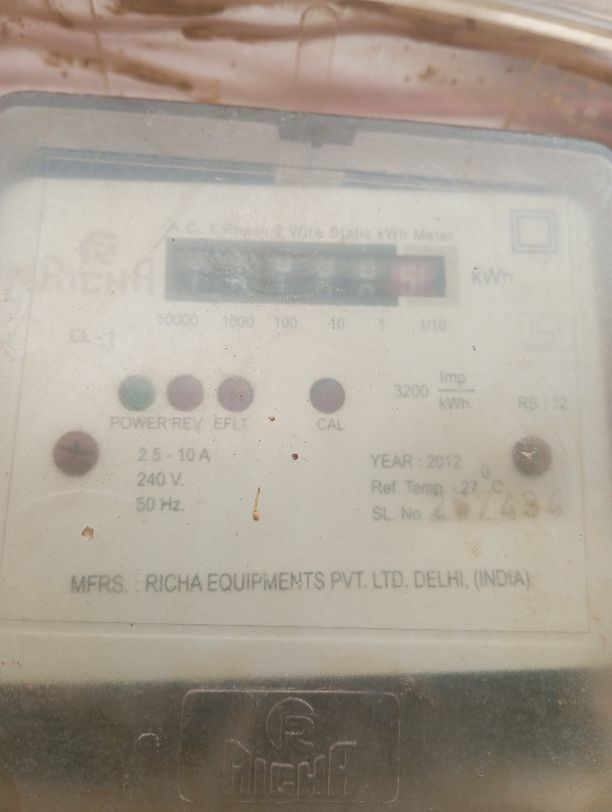 A.C. 1 Phase 2 Wire Static kWh Meter
RICHA
kWh
10000 1000 100 10 1 1/10
CL - 1
3200 Imp/kWh
RS : 12
POWER REV. EFLT CAL
2.5 - 10 A
240 V.
50 Hz.
YEAR : 2012
Ref. Temp. - 27 °C
SL. No.
MFRS. : RICHA EQUIPMENTS PVT. LTD. DELHI, (INDIA)
RICHA